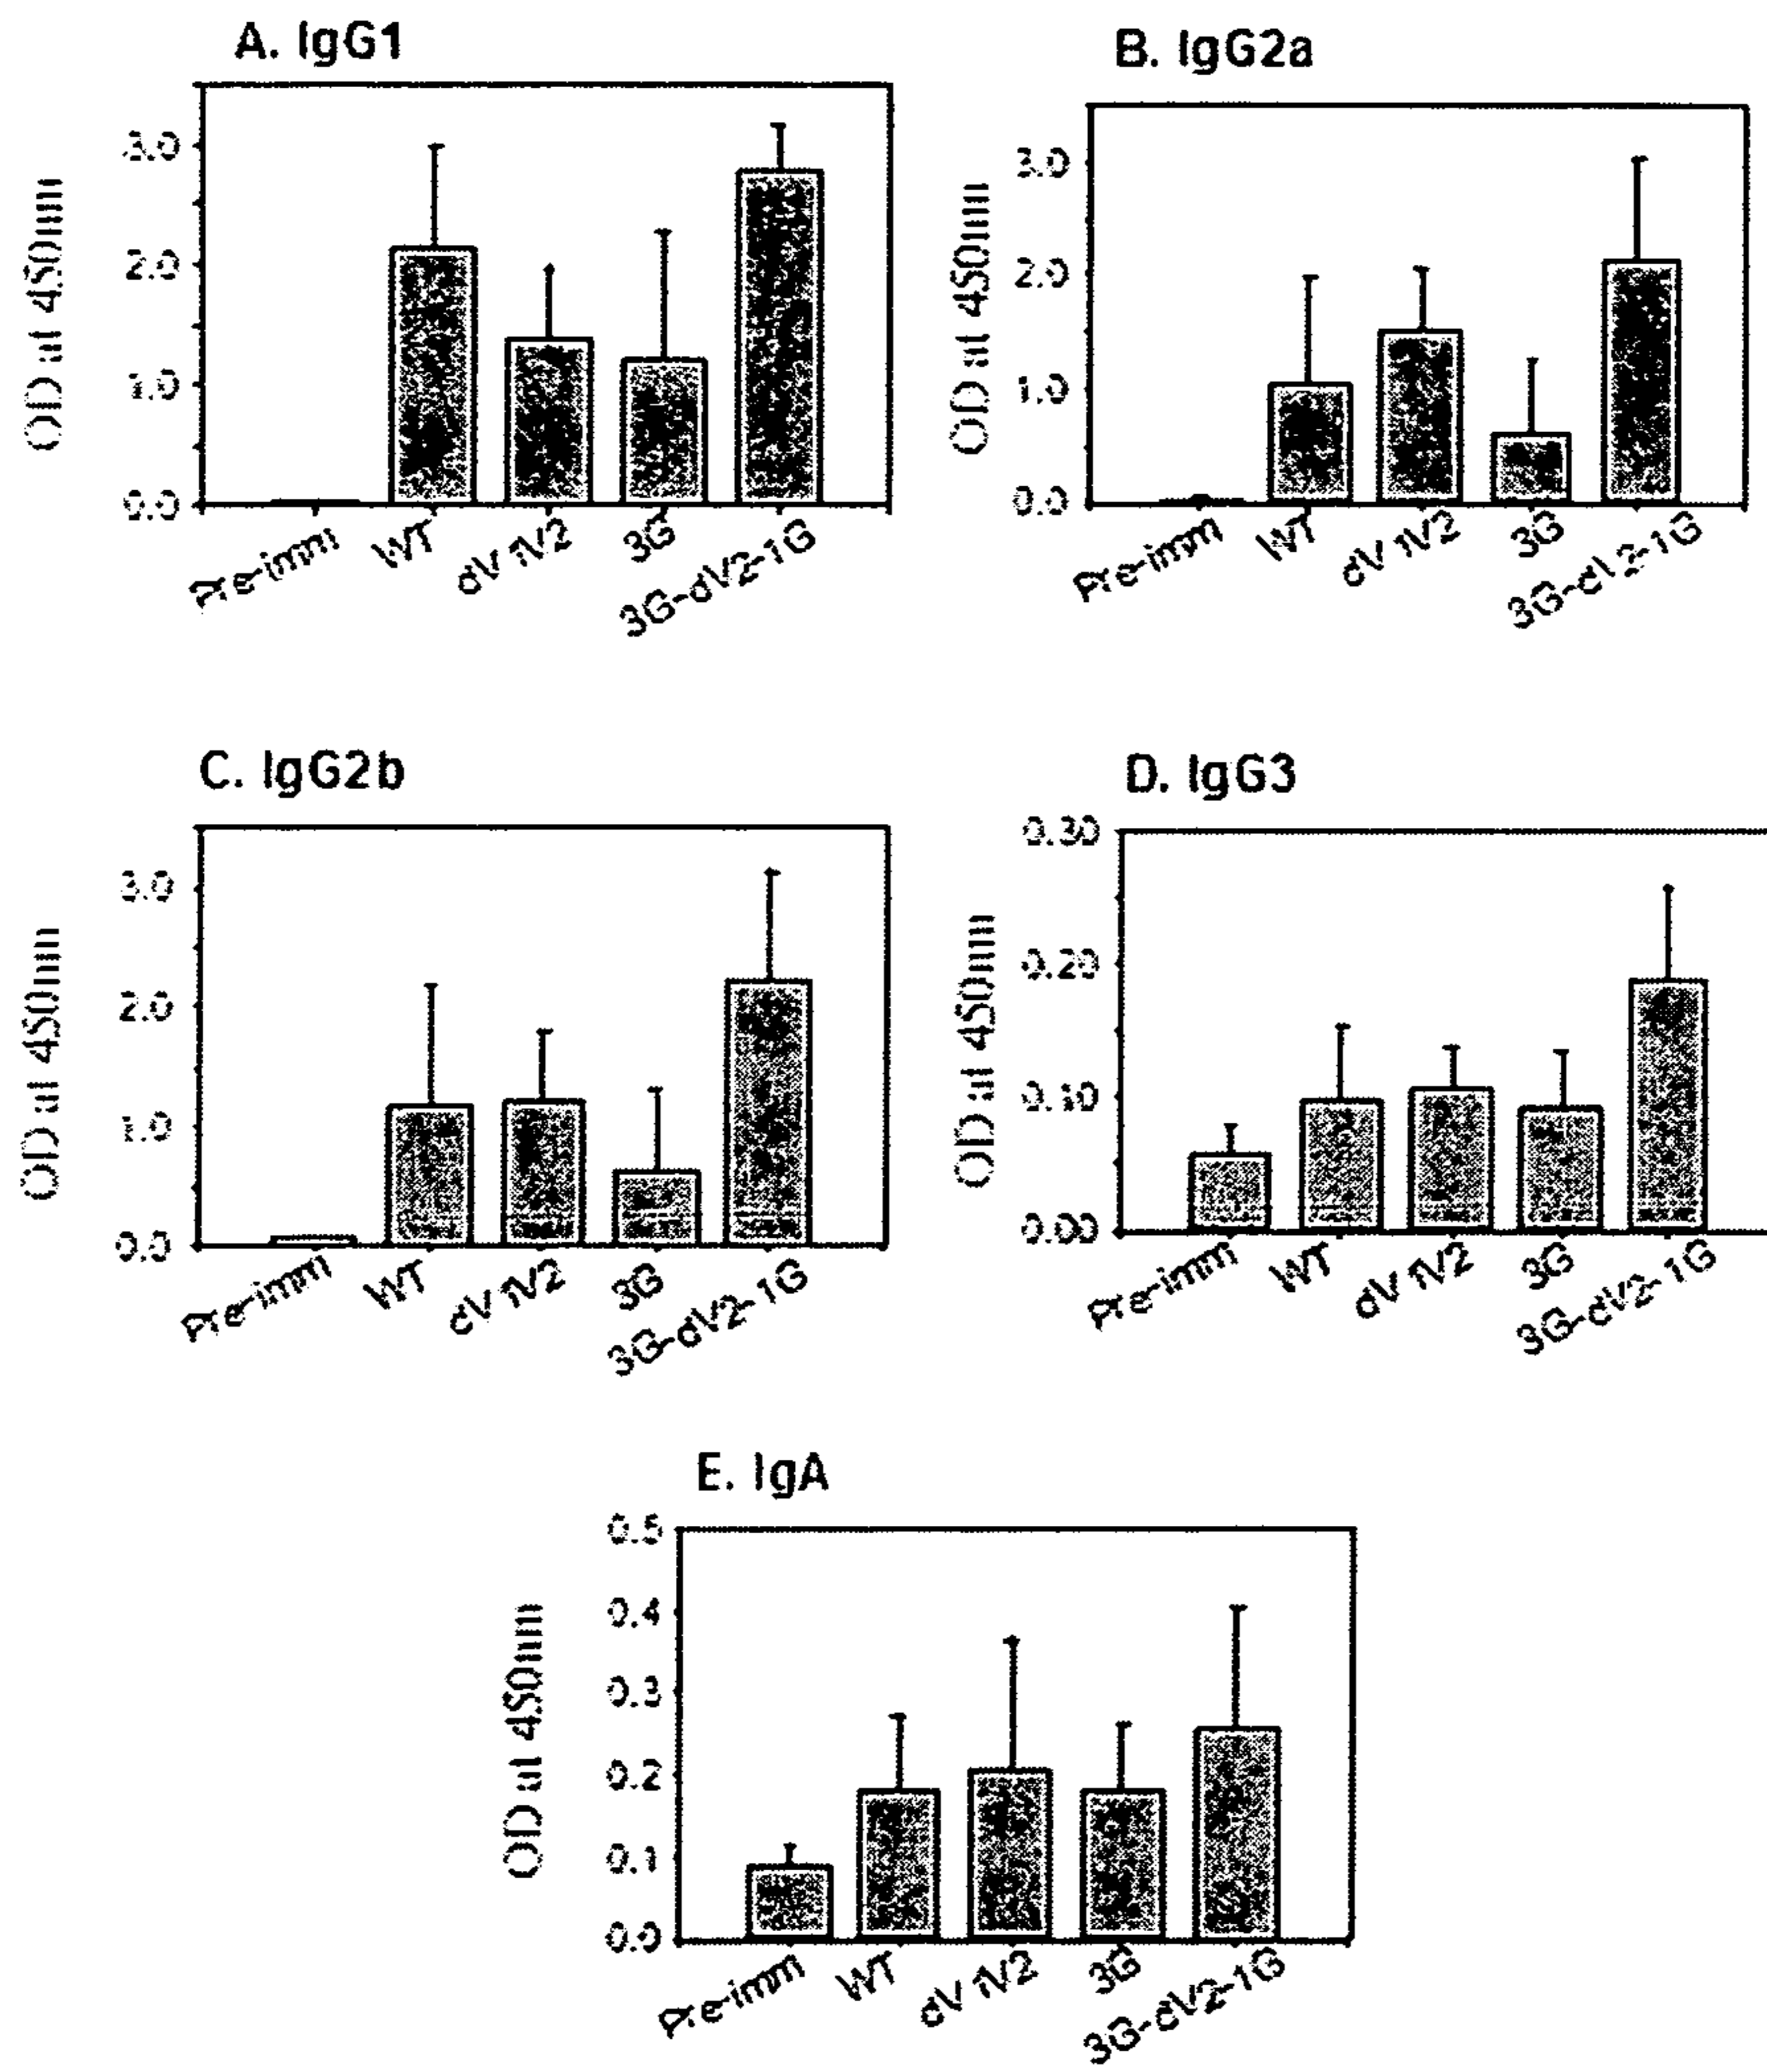 A. IgG1
OD at 450nm
3.0
2.0
1.0
0.0
Pre-imm
WT
dV1V2
3G
3G-dV2-1G
B. IgG2a
OD at 450nm
3.0
2.0
1.0
0.0
Pre-imm
WT
dV1V2
3G
3G-dV2-1G
C. IgG2b
OD at 450nm
3.0
2.0
1.0
0.0
Pre-imm
WT
dV1V2
3G
3G-dV2-1G
D. IgG3
OD at 450nm
0.30
0.20
0.10
0.00
Pre-imm
WT
dV1V2
3G
3G-dV2-1G
E. IgA
OD at 450nm
0.5
0.4
0.3
0.2
0.1
0.0
Pre-imm
WT
dV1V2
3G
3G-dV2-1G